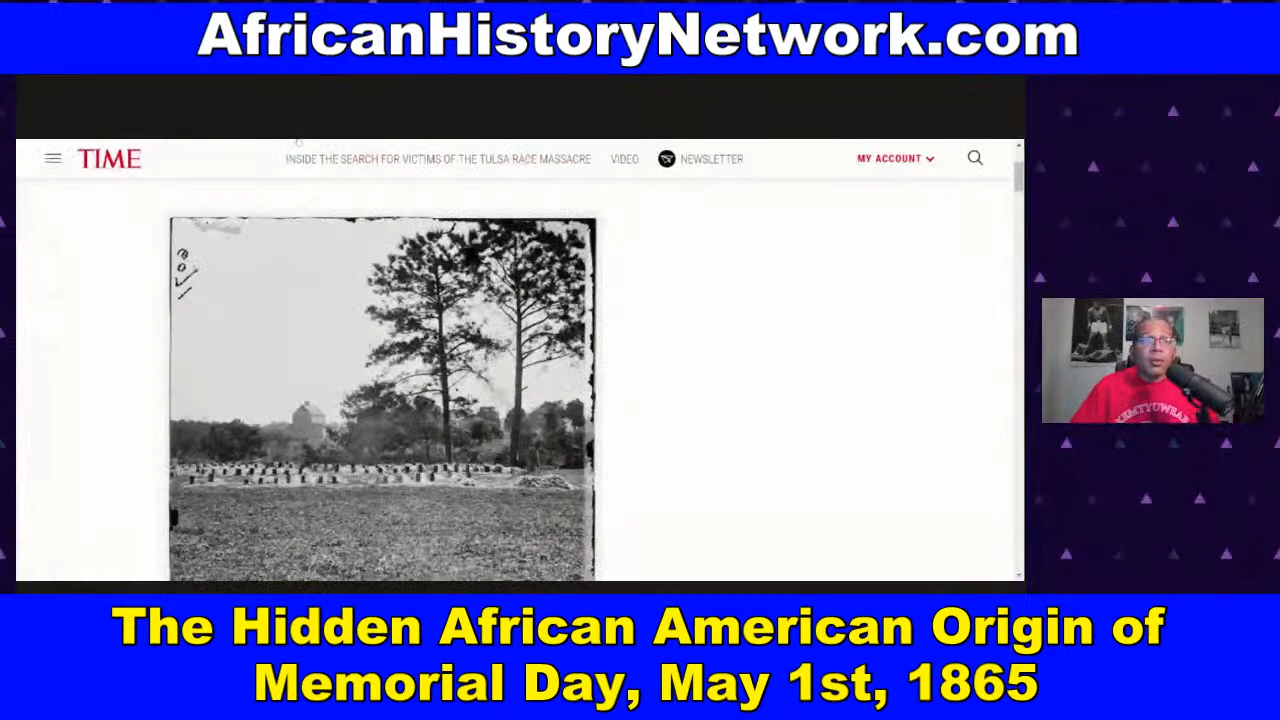 AfricanHistoryNetwork.com
TIME
INSIDE THE SEARCH FOR VICTIMS OF THE TULSA RACE MASSACRE
VIDEO
NEWSLETTER
MY ACCOUNT
The Hidden African American Origin of
Memorial Day, May 1st, 1865